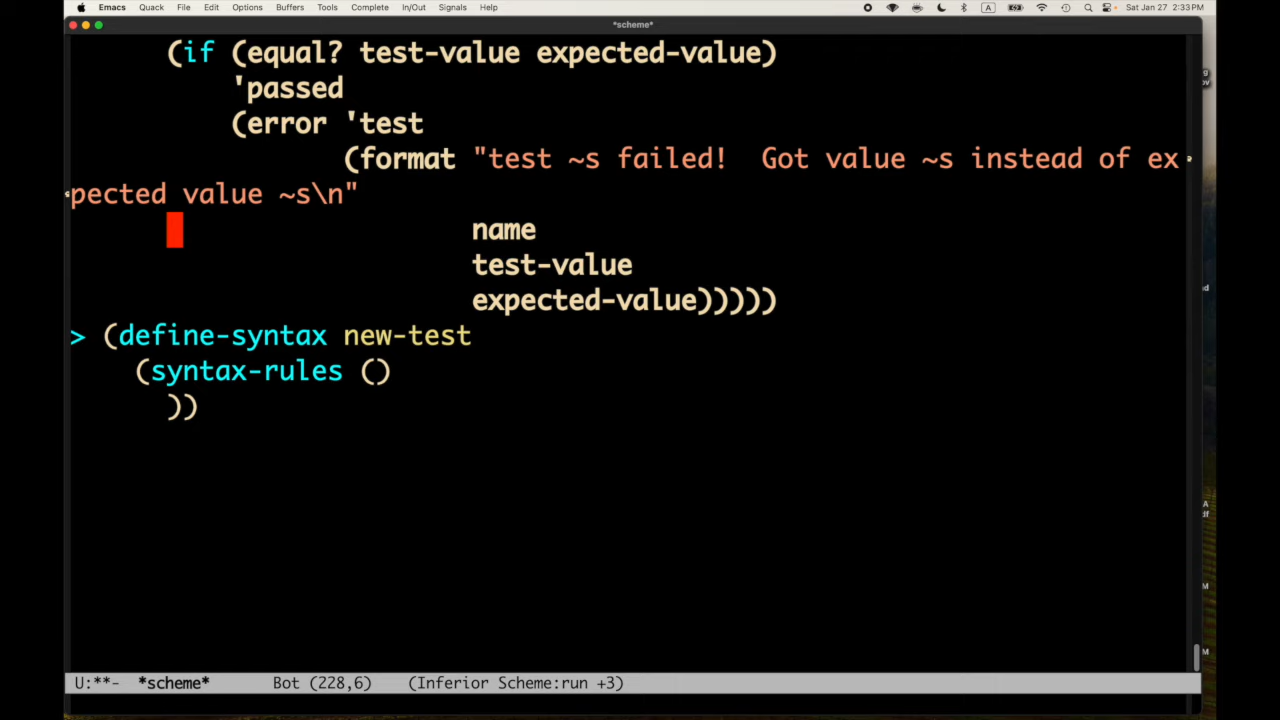 Emacs Quack File Edit Options Buffers Tools Complete In/Out Signals Help A Sat Jan 27 2:33 PM
*scheme*
(if (equal? test-value expected-value)
'passed
(error 'test
(format "test ~s failed!  Got value ~s instead of ex
pected value ~s\n"
name
test-value
expected-value)))))
> (define-syntax new-test
(syntax-rules ()
))
U:**-  *scheme*  Bot (228,6)  (Inferior Scheme:run +3)